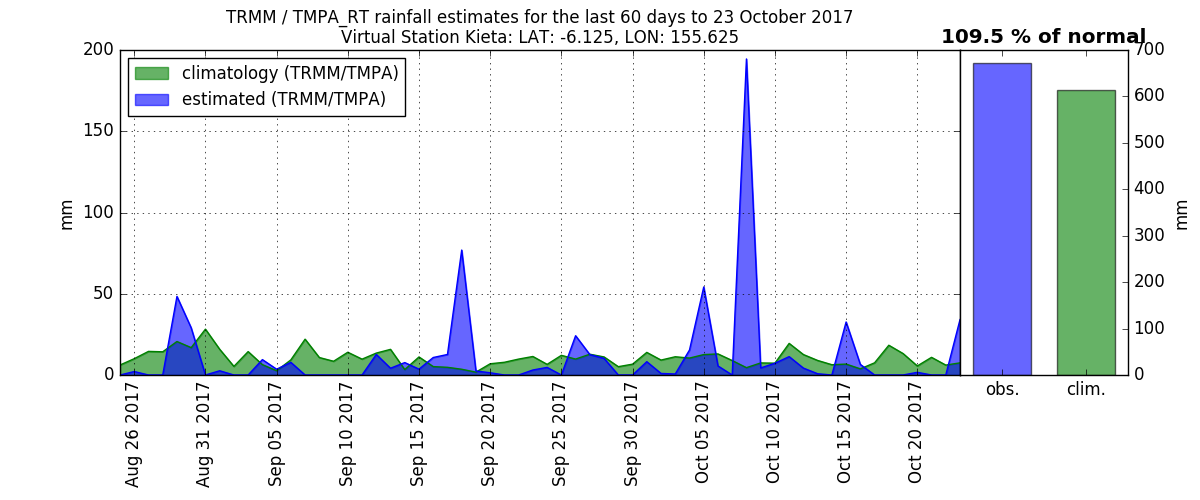 TRMM / TMPA_RT rainfall estimates for the last 60 days to 23 October 2017
Virtual Station Kieta: LAT: -6.125, LON: 155.625
109.5 % of normal
climatology (TRMM/TMPA)
estimated (TRMM/TMPA)
200
150
100
50
0
mm
Aug 26 2017
Aug 31 2017
Sep 05 2017
Sep 10 2017
Sep 15 2017
Sep 20 2017
Sep 25 2017
Sep 30 2017
Oct 05 2017
Oct 10 2017
Oct 15 2017
Oct 20 2017
700
600
500
400
300
200
100
0
mm
obs.
clim.